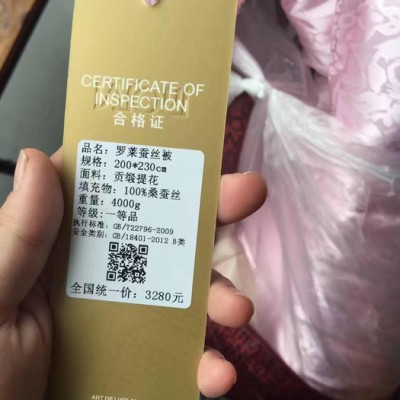 CERTIFICATE OF
INSPECTION
合格证
品名：罗莱蚕丝被
规格：200*230cm
面料：贡缎提花
填充物：100%桑蚕丝
重量：4000g
等级：一等品
执行标准：GB/T22796-2009
安全类别：GB/18401-2012 B类
全国统一价：3280元